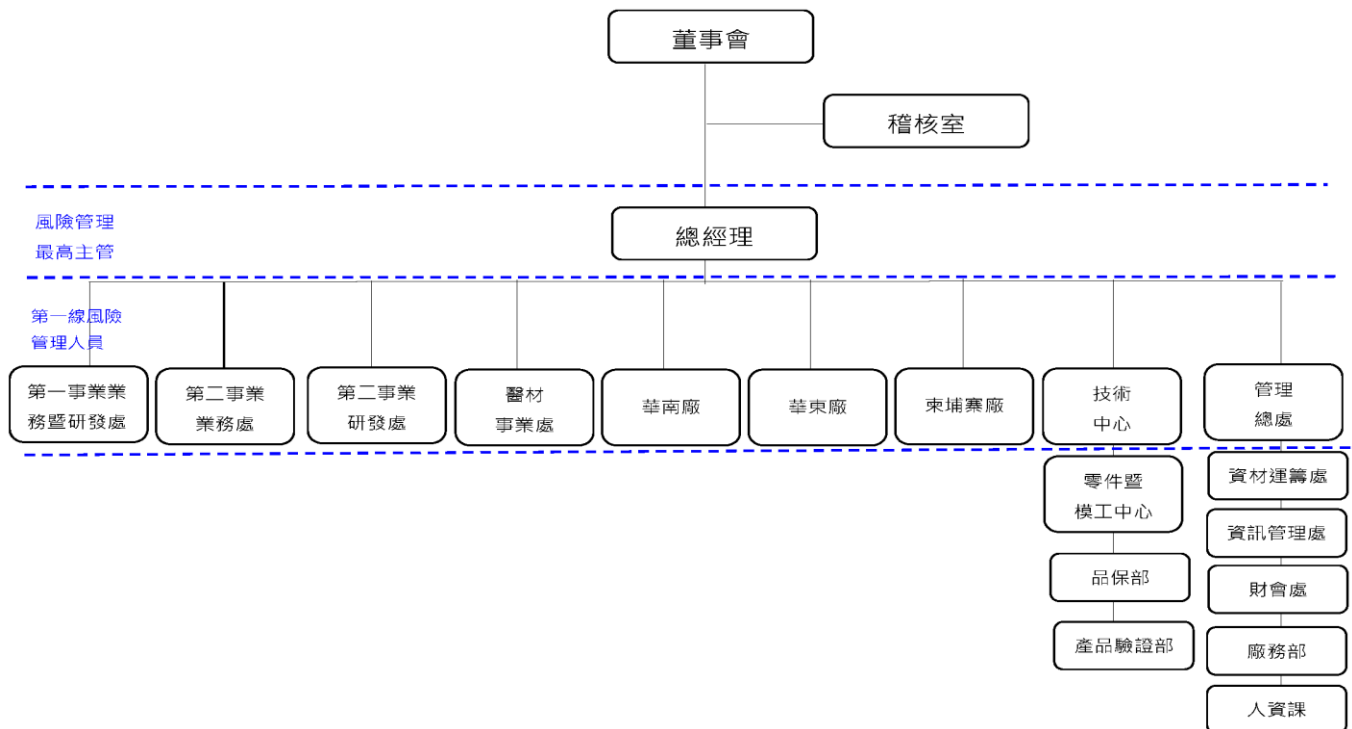 董事會
稽核室
風險管理
最高主管
總經理
第一線風險
管理人員
第一事業業
務暨研發處
第二事業
業務處
第二事業
研發處
醫材
事業處
華南廠
華東廠
柬埔寨廠
技術
中心
管理
總處
零件暨
模工中心
品保部
產品驗證部
資材運籌處
資訊管理處
財會處
廠務部
人資課